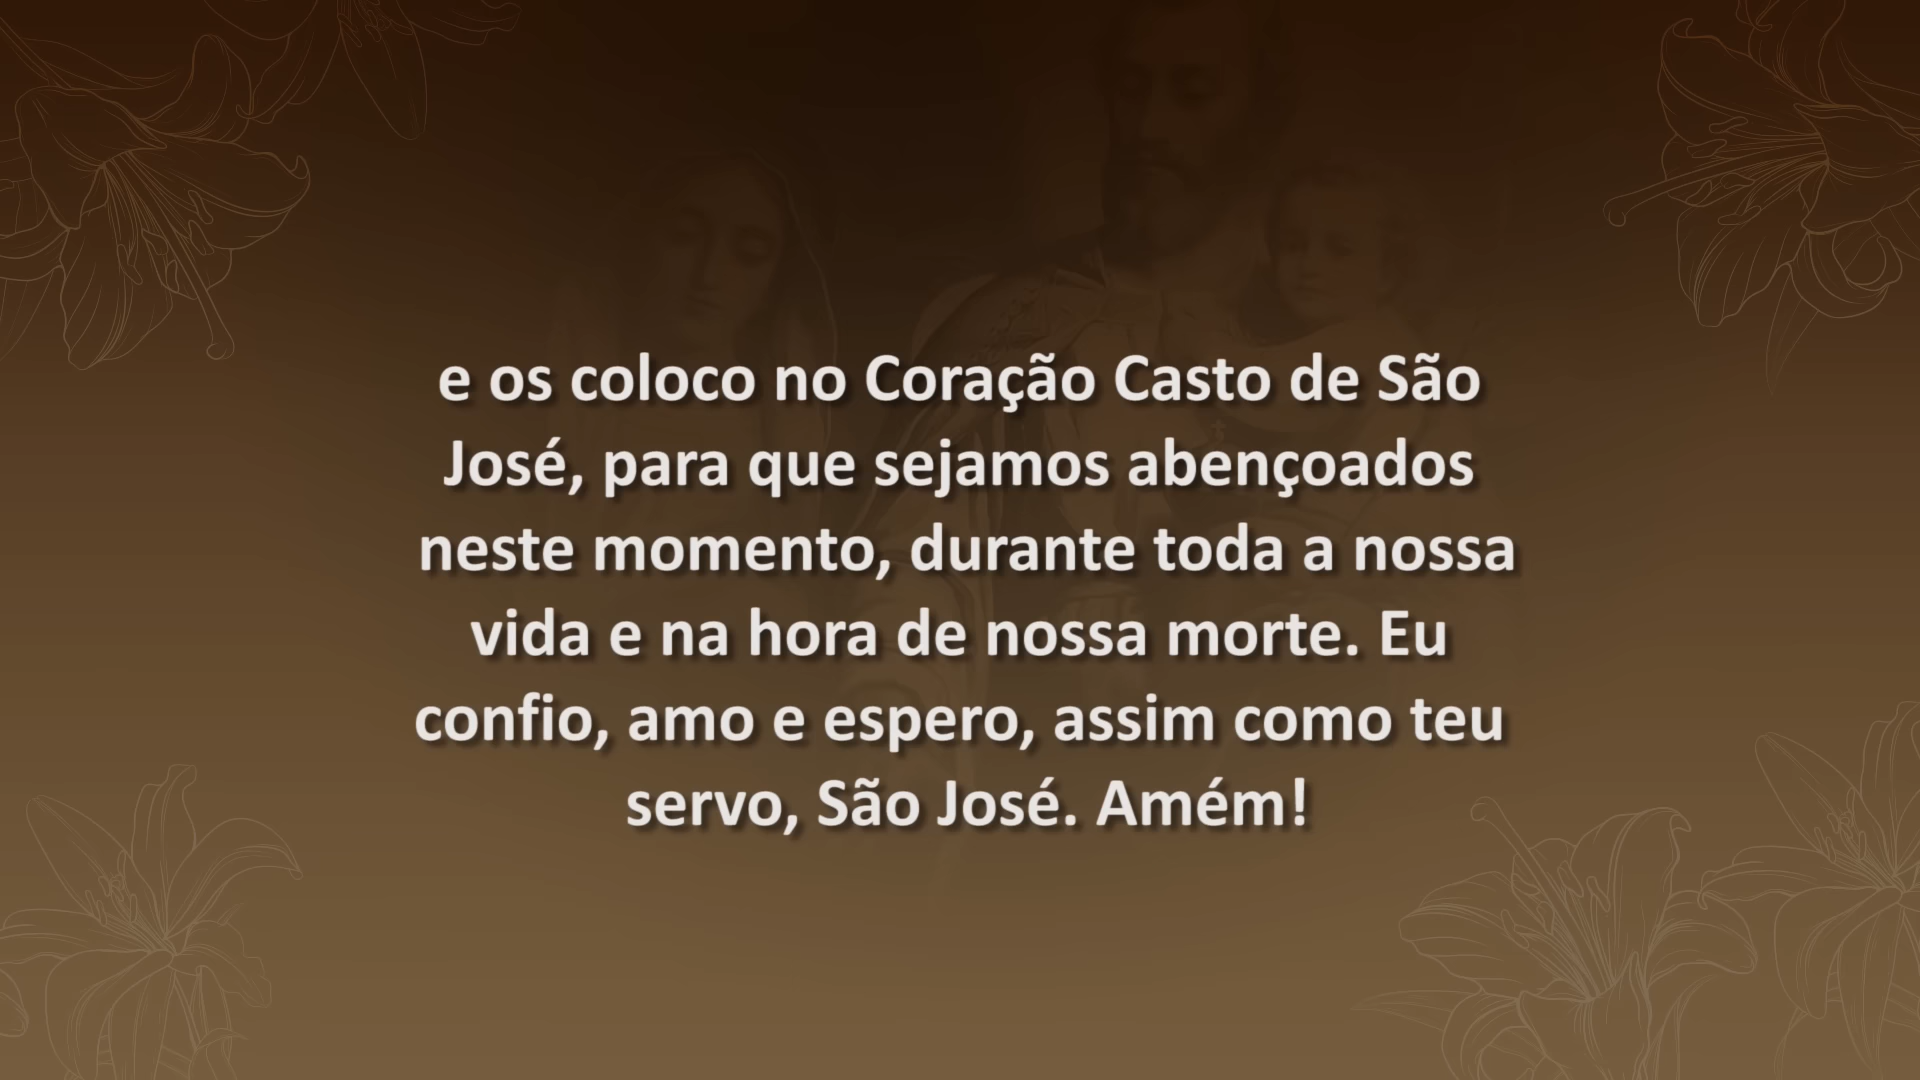 e os coloco no Coração Casto de São
José, para que sejamos abençoados
neste momento, durante toda a nossa
vida e na hora de nossa morte. Eu
confio, amo e espero, assim como teu
servo, São José. Amém!